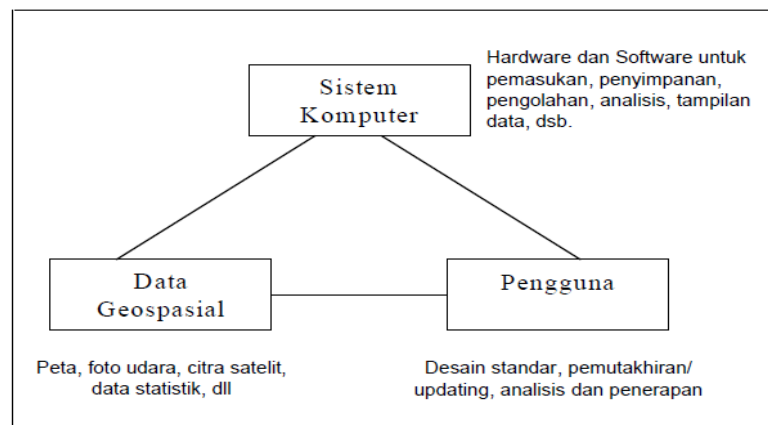 Sistem
Komputer
Hardware dan Software untuk
pemasukan, penyimpanan,
pengolahan, analisis, tampilan
data, dsb.
Data
Geospasial
Pengguna
Peta, foto udara, citra satelit,
data statistik, dll
Desain standar, pemutakhiran/
updating, analisis dan penerapan